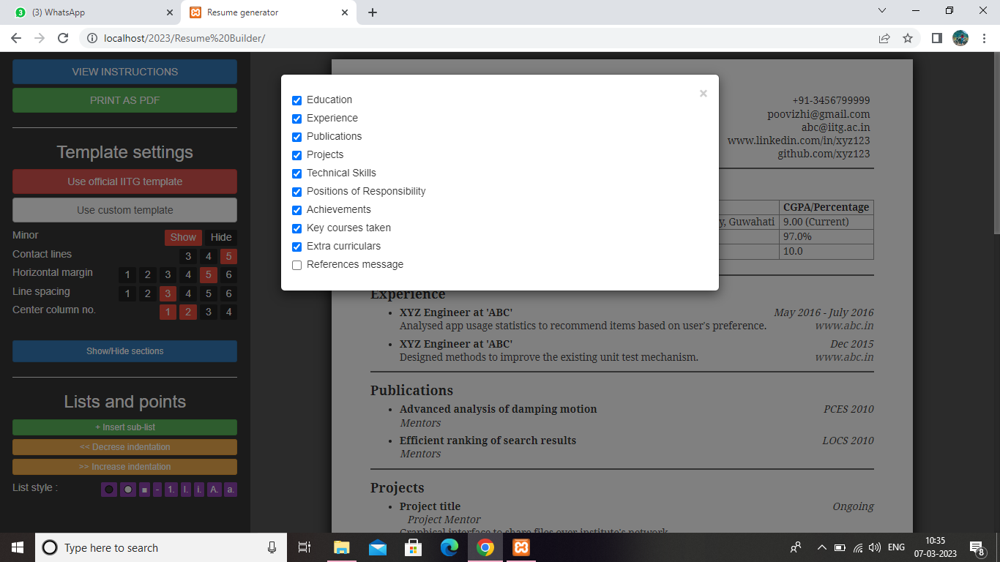 (3) WhatsApp
Resume generator
localhost/2023/Resume%20Builder/
VIEW INSTRUCTIONS
PRINT AS PDF
Template settings
Use official IITG template
Use custom template
Minor Show Hide
Contact lines 3 4 5
Horizontal margin 1 2 3 4 5 6
Line spacing 1 2 3 4 5 6
Center column no. 1 2 3 4
Show/Hide sections
Lists and points
+ Insert sub-list
<< Decrese indentation
>> Increase indentation
List style : - 1. I. i. A. a.
×
Education
Experience
Publications
Projects
Technical Skills
Positions of Responsibility
Achievements
Key courses taken
Extra curriculars
References message
+91-3456799999
poovizhi@gmail.com
abc@iitg.ac.in
www.linkedin.com/in/xyz123
github.com/xyz123
CGPA/Percentage
y, Guwahati 9.00 (Current)
97.0%
10.0
Experience
XYZ Engineer at 'ABC' May 2016 - July 2016
Analysed app usage statistics to recommend items based on user's preference. www.abc.in
XYZ Engineer at 'ABC' Dec 2015
Designed methods to improve the existing unit test mechanism. www.abc.in
Publications
Advanced analysis of damping motion PCES 2010
Mentors
Efficient ranking of search results LOCS 2010
Mentors
Projects
Project title Ongoing
Project Mentor
Graphical interface to share files over institute's network
Type here to search
ENG
10:35
07-03-2023
8